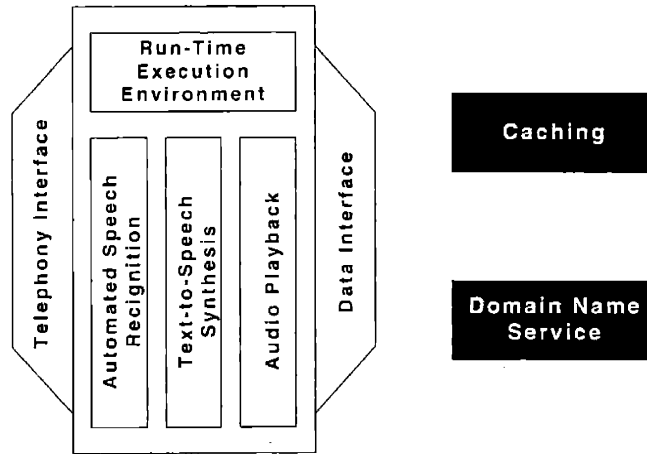 Run-Time
Execution
Environment
Telephony Interface
Automated Speech
Recignition
Text-to-Speech
Synthesis
Audio Playback
Data Interface
Caching
Domain Name
Service